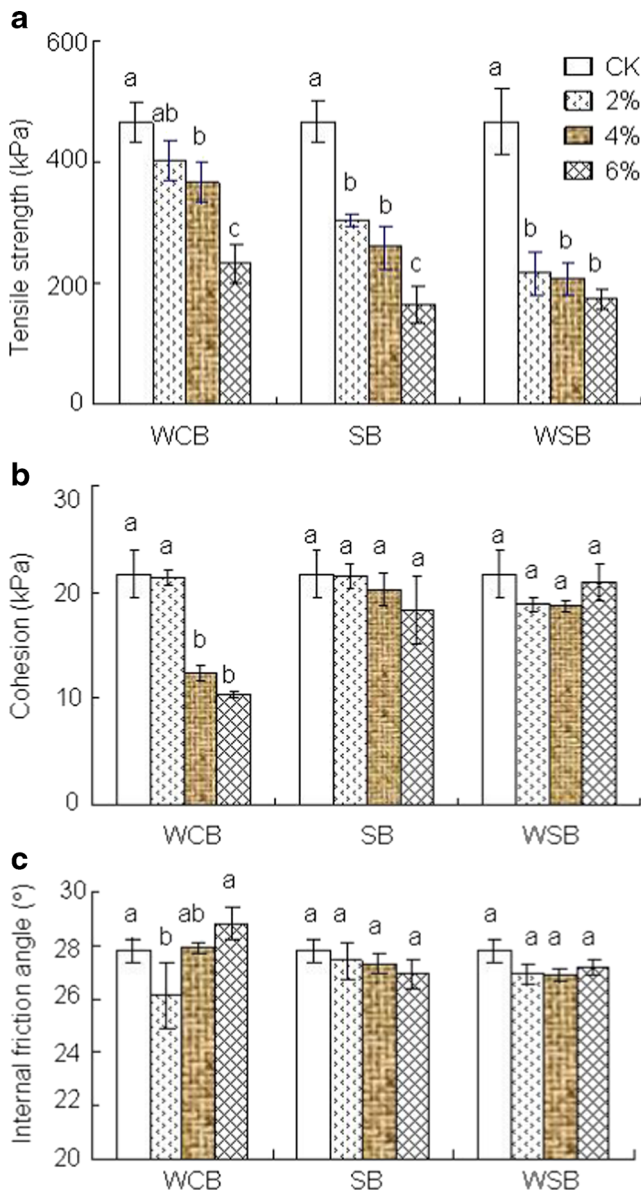 a
600
400
200
0
Tensile strength (kPa)
a ab b c
a b b c
a b b b
CK
2%
4%
6%
WCB SB WSB
b
30
20
10
0
Cohesion (kPa)
a a b b
a a a a
a a a a
WCB SB WSB
c
30
28
26
24
22
20
Internal friction angle (°)
a b ab a
a a a a
a a a a
WCB SB WSB